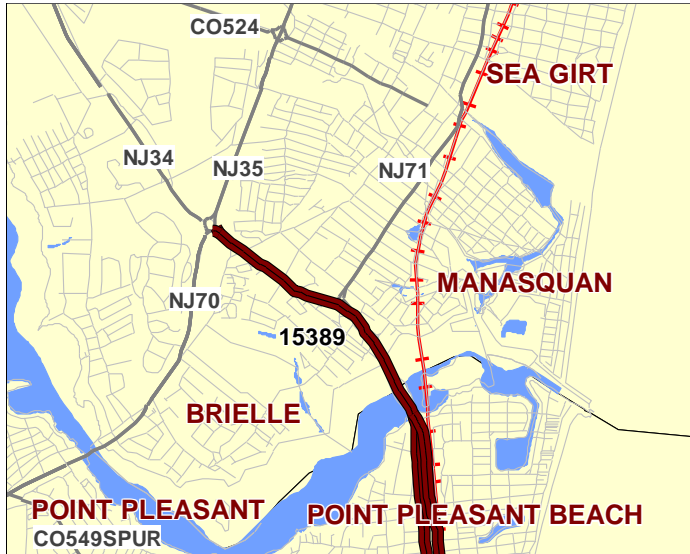 CO524
SEA GIRT
NJ34
NJ35
NJ71
MANASQUAN
NJ70
15389
BRIELLE
POINT PLEASANT
POINT PLEASANT BEACH
CO549SPUR